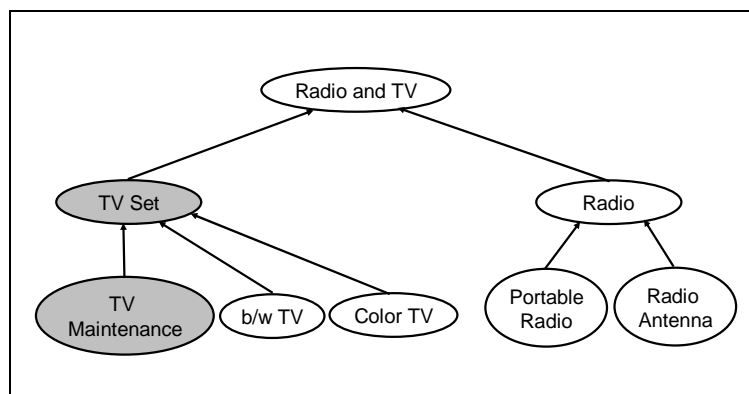 Radio and TV
TV Set
Radio
TV
Maintenance
b/w TV
Color TV
Portable
Radio
Radio
Antenna